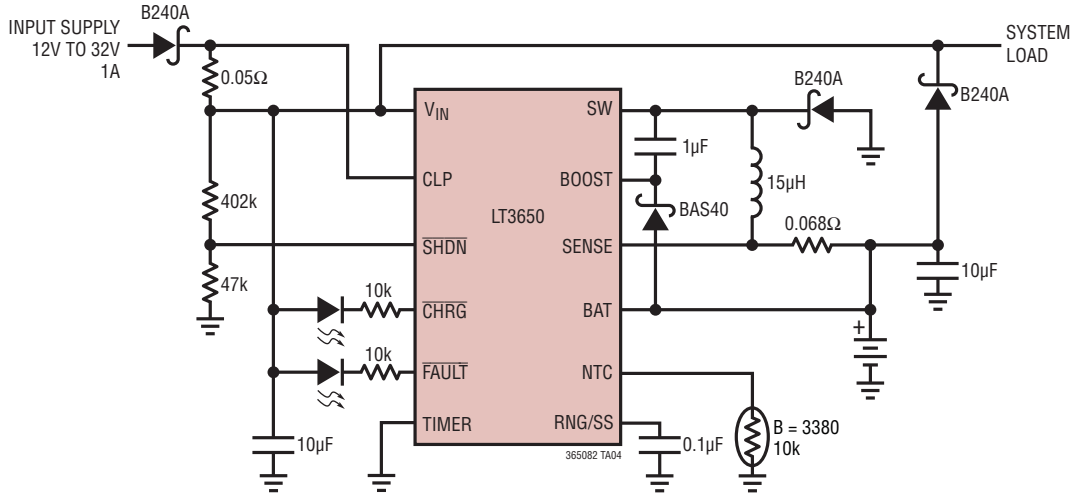 B240A
INPUT SUPPLY
12V TO 32V
1A
SYSTEM
LOAD
0.05Ω
B240A
B240A
VIN
SW
1µF
CLP
BOOST
15µH
402k
LT3650
BAS40
0.068Ω
SHDN
SENSE
47k
10µF
10k
CHRG
BAT
+
10k
FAULT
NTC
TIMER
RNG/SS
B = 3380
10k
10µF
0.1µF
365082 TA04